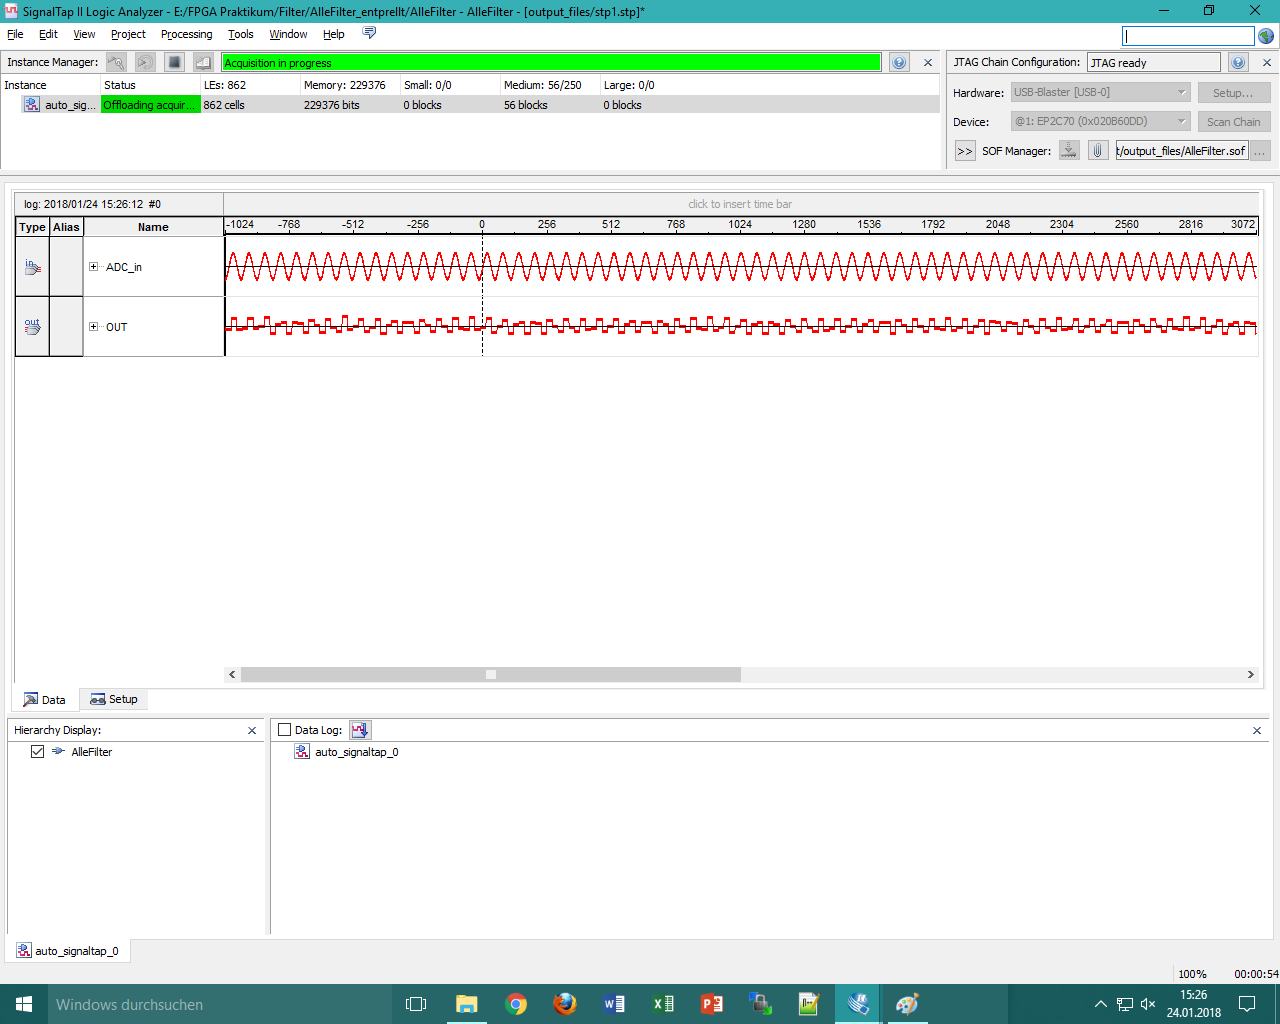 SignalTap II Logic Analyzer - E:/FPGA Praktikum/Filter/AlleFilter_entprellt/AlleFilter - AlleFilter - [output_files/stp1.stp]*
File Edit View Project Processing Tools Window Help
Instance Manager: Acquisition in progress
Instance Status LEs: 862 Memory: 229376 Small: 0/0 Medium: 56/250 Large: 0/0
auto_sig... Offloading acquir... 862 cells 229376 bits 0 blocks 56 blocks 0 blocks
JTAG Chain Configuration: JTAG ready
Hardware: USB-Blaster [USB-0] Setup...
Device: @1: EP2C70 (0x020B60DD) Scan Chain
>> SOF Manager: t/output_files/AlleFilter.sof ...
log: 2018/01/24 15:26:12 #0 click to insert time bar
Type Alias Name -1024 -768 -512 -256 0 256 512 768 1024 1280 1536 1792 2048 2304 2560 2816 3072
in ADC_in
out OUT
Data Setup
Hierarchy Display:
AlleFilter
Data Log:
auto_signaltap_0
auto_signaltap_0
100% 00:00:54
Windows durchsuchen
15:26
24.01.2018